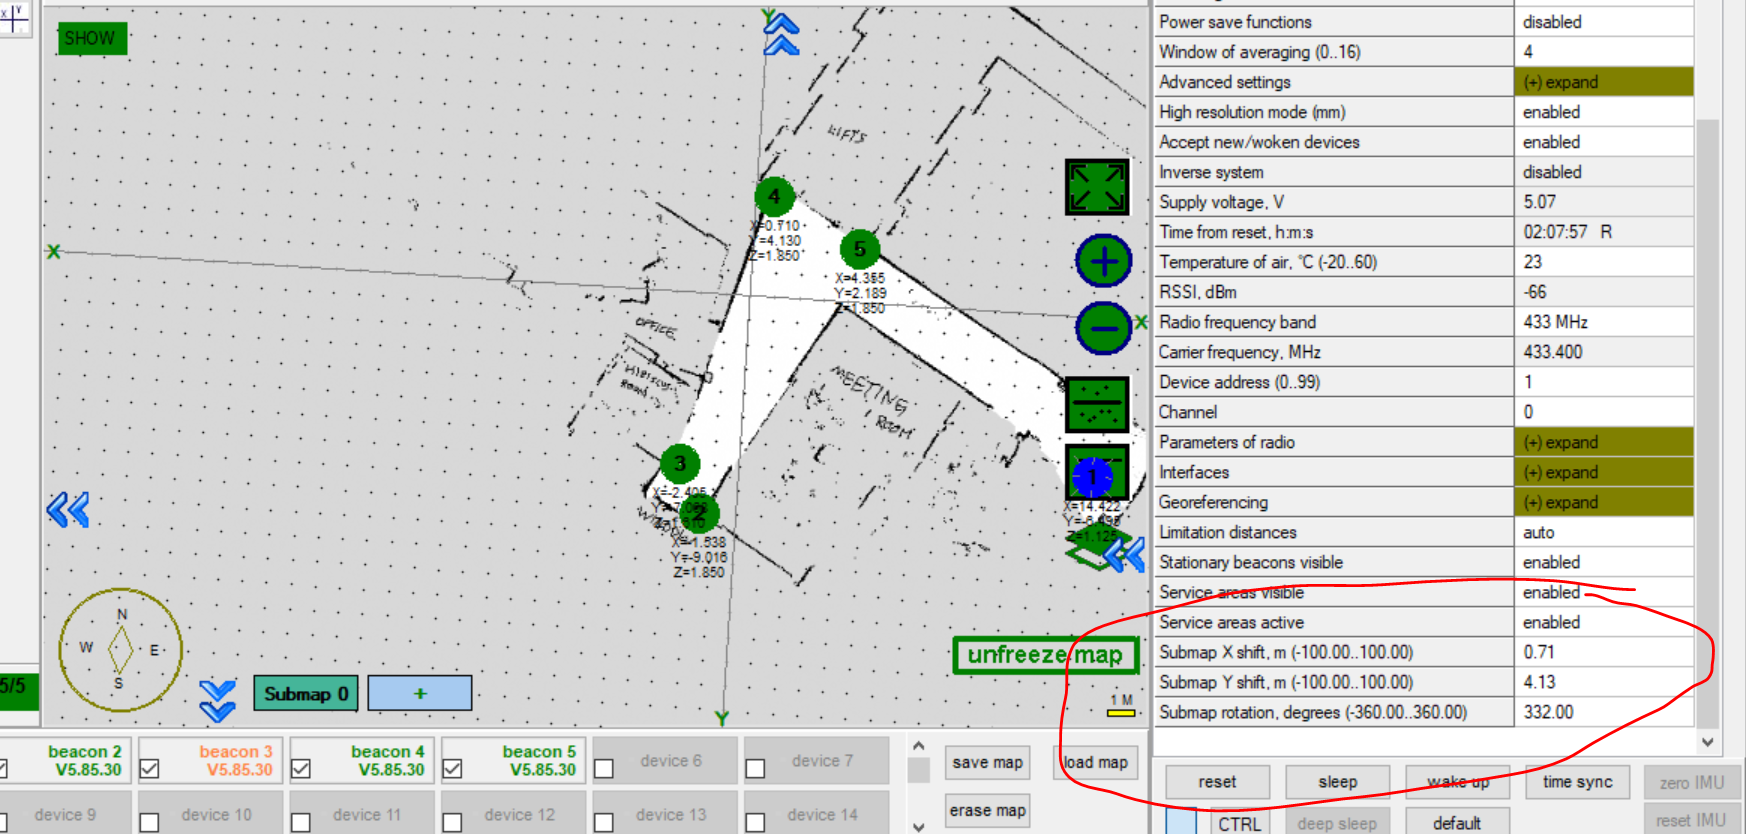 X Y
SHOW
Y
LIFTS
4
X=0.710
Y=4.130
Z=1.850
5
X=4.355
Y=2.189
Z=1.850
X
X
OFFICE
MEETING
ROOM
3
X=-2.405
2
X=-1.538
Y=-9.016
Z=1.850
1
X=14.422
Z=1.125
N
W
E
S
unfreeze map
1 M
5/5
Submap 0
+
Y
beacon 2
V5.85.30
beacon 3
V5.85.30
beacon 4
V5.85.30
beacon 5
V5.85.30
device 6
device 7
device 9
device 10
device 11
device 12
device 13
device 14
save map
load map
erase map
Power save functions disabled
Window of averaging (0..16) 4
Advanced settings (+) expand
High resolution mode (mm) enabled
Accept new/woken devices enabled
Inverse system disabled
Supply voltage, V 5.07
Time from reset, h:m:s 02:07:57 R
Temperature of air, °C (-20..60) 23
RSSI, dBm -66
Radio frequency band 433 MHz
Carrier frequency, MHz 433.400
Device address (0..99) 1
Channel 0
Parameters of radio (+) expand
Interfaces (+) expand
Georeferencing (+) expand
Limitation distances auto
Stationary beacons visible enabled
Service areas visible enabled
Service areas active enabled
Submap X shift, m (-100.00..100.00) 0.71
Submap Y shift, m (-100.00..100.00) 4.13
Submap rotation, degrees (-360.00..360.00) 332.00
reset
sleep
wake up
time sync
zero IMU
CTRL
deep sleep
default
reset IMU